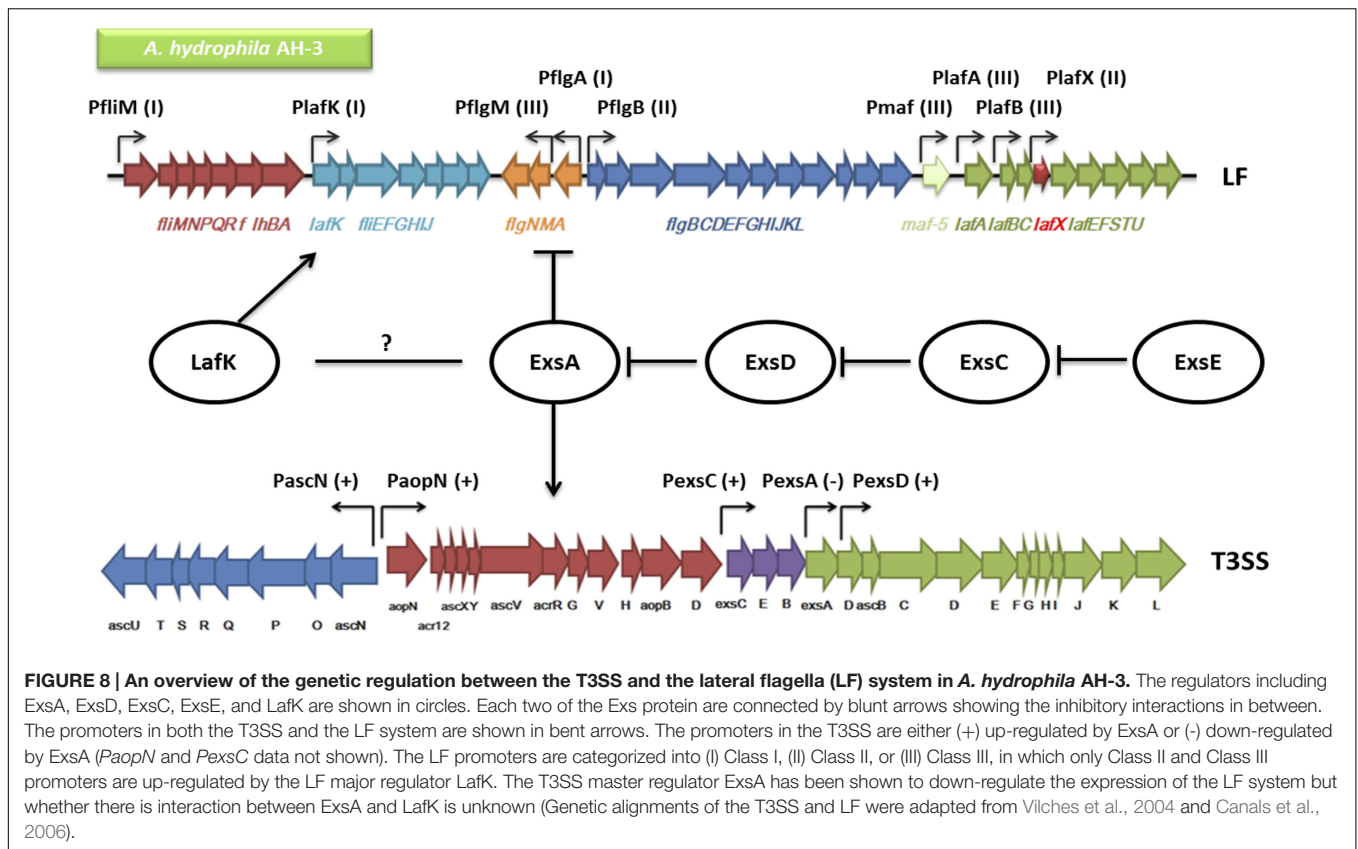 A. hydrophila AH-3
PflgA (I)
PlafA (III)
PlafX (II)
PfliM (I)
PlafK (I)
PflgM (III)
PflgB (II)
Pmaf (III)
PlafB (III)
LF
fliMNPQRf lhBA
lafK
fliEFGHIJ
flgNMA
flgBCDEFGHIJKL
maf-5
lafA
lafBC
lafX
lafEFSTU
?
LafK
ExsA
ExsD
ExsC
ExsE
PascN (+)
PaopN (+)
PexsC (+)
PexsA (-)
PexsD (+)
T3SS
aopN
ascXY
ascV
acrR
G
V
H
aopB
D
exsC
E
B
exsA
D
ascB
C
D
E
F
G
H
I
J
K
L
ascU
T
S
R
Q
P
O
ascN
acr12
FIGURE 8 | An overview of the genetic regulation between the T3SS and the lateral flagella (LF) system in A. hydrophila AH-3. The regulators including
ExsA, ExsD, ExsC, ExsE, and LafK are shown in circles. Each two of the Exs protein are connected by blunt arrows showing the inhibitory interactions in between.
The promoters in both the T3SS and the LF system are shown in bent arrows. The promoters in the T3SS are either (+) up-regulated by ExsA or (-) down-regulated
by ExsA (PaopN and PexsC data not shown). The LF promoters are categorized into (I) Class I, (II) Class II, or (III) Class III, in which only Class II and Class III
promoters are up-regulated by the LF major regulator LafK. The T3SS master regulator ExsA has been shown to down-regulate the expression of the LF system but
whether there is interaction between ExsA and LafK is unknown (Genetic alignments of the T3SS and LF were adapted from Vilches et al., 2004 and Canals et al.,
2006).